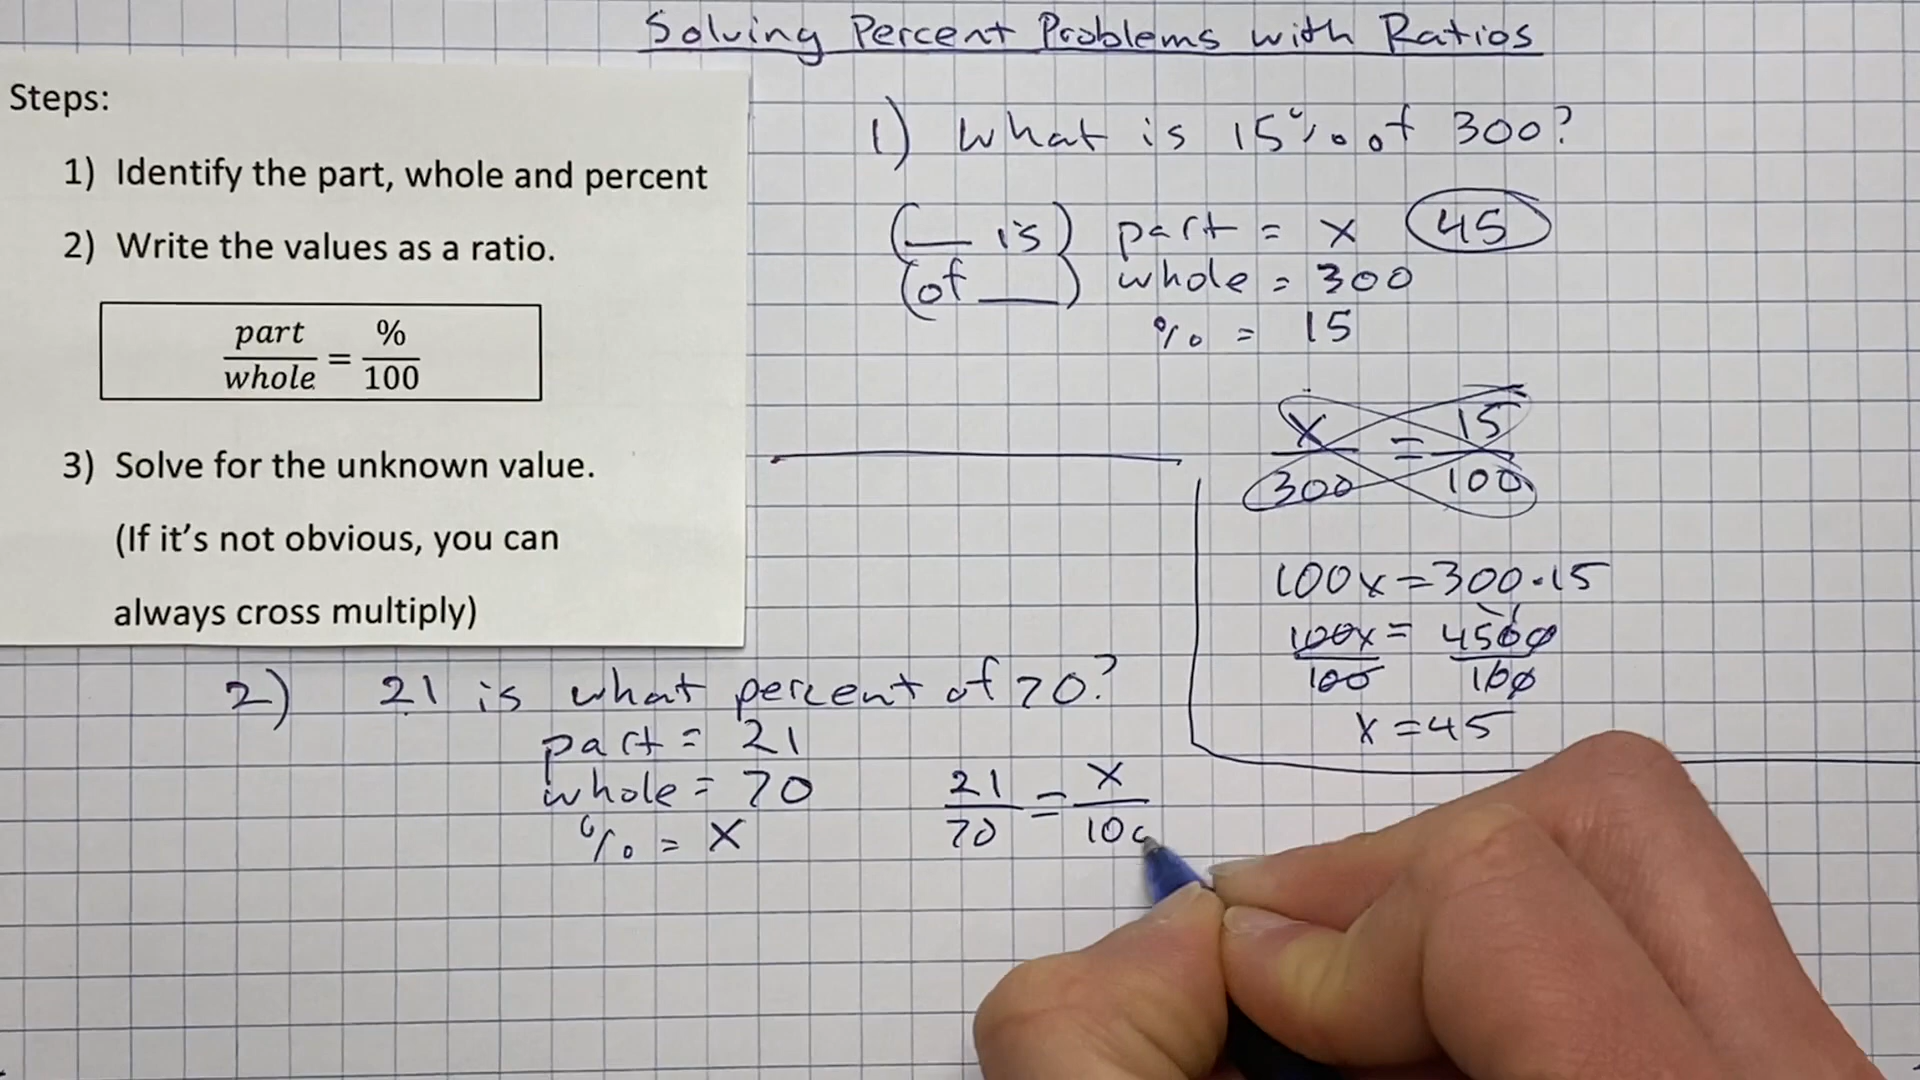 Solving Percent Problems with Ratios
Steps:
1) Identify the part, whole and percent
2) Write the values as a ratio.
part/whole = %/100
3) Solve for the unknown value.
(If it's not obvious, you can
always cross multiply)
1) What is 15% of 300?
(___ is) part = x 45
(of ___) whole = 300
% = 15
x/300 = 15/100
100x = 300·15
100x/100 = 4500/100
x = 45
2) 21 is what percent of 70?
part = 21
whole = 70
% = x
21/70 = x/100